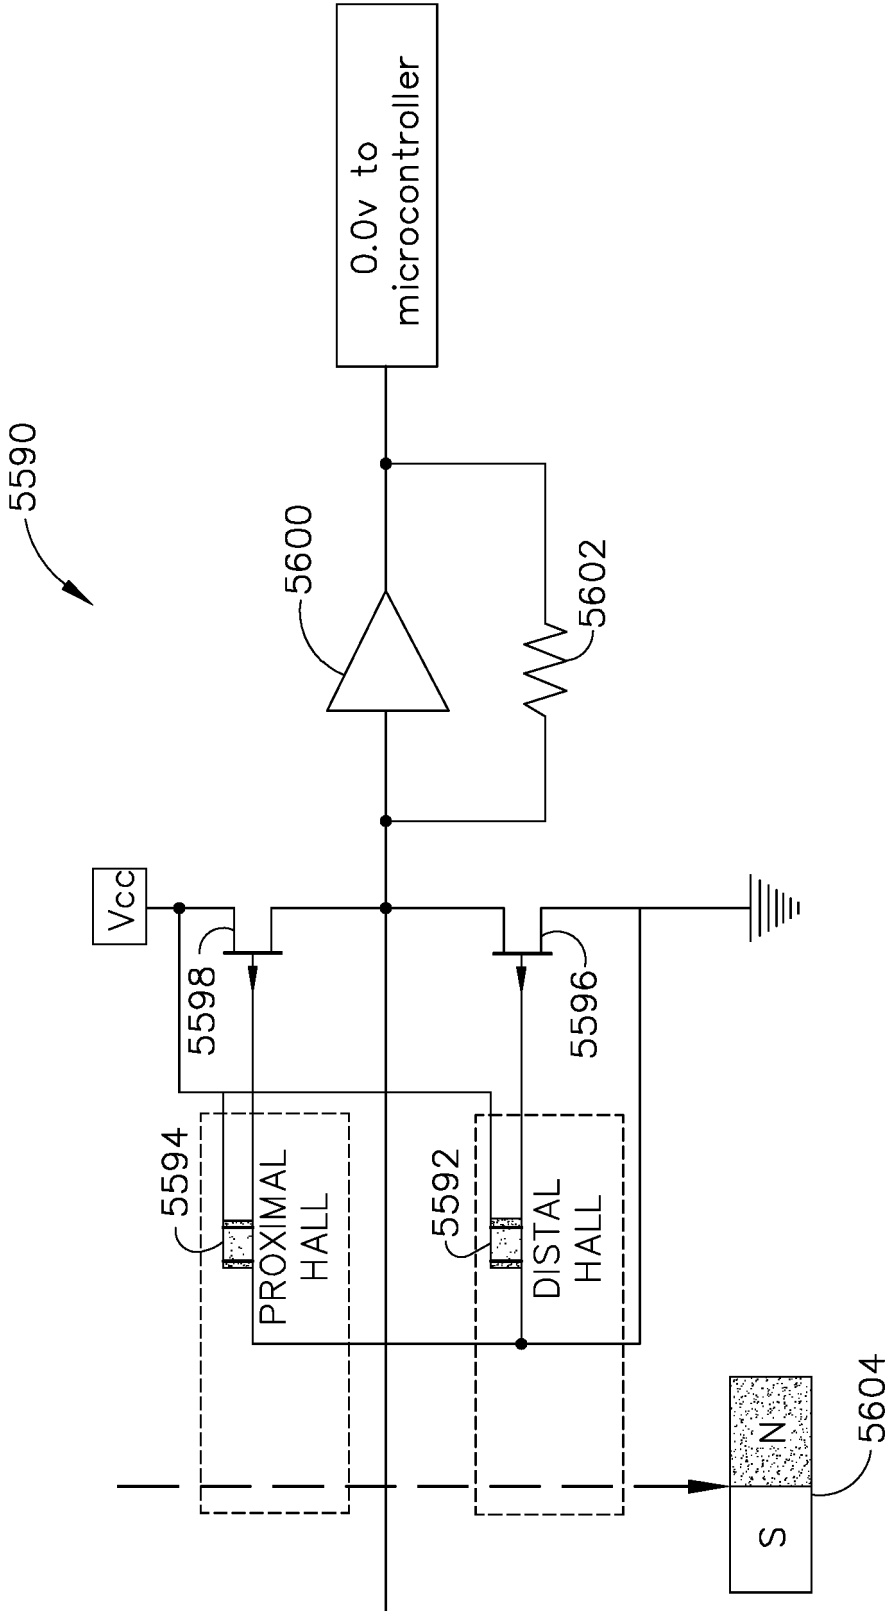 5590
Vcc
5598
5600
0.0v to
microcontroller
5594
PROXIMAL
HALL
5602
5596
5592
DISTAL
HALL
S
N
5604